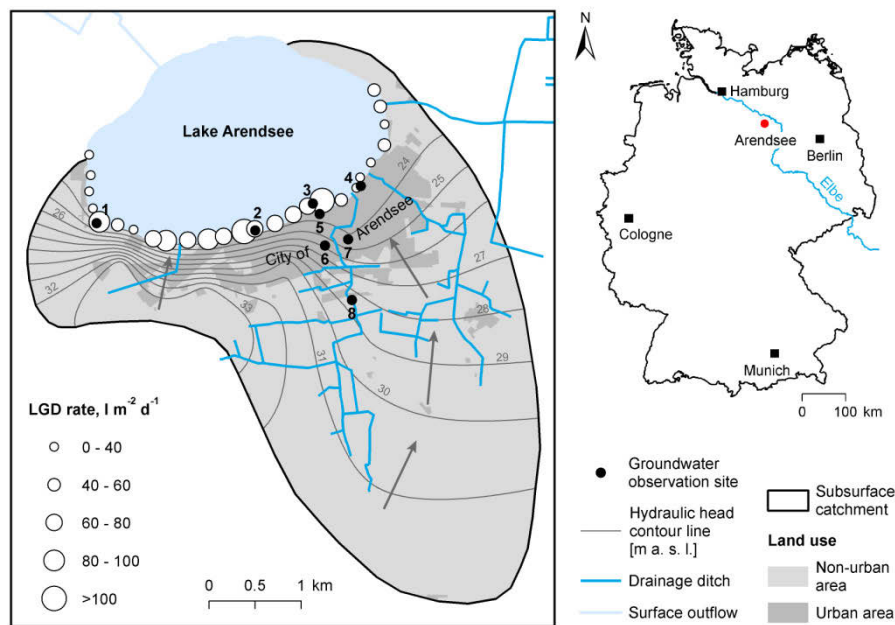 Lake Arendsee
1
2
3
4
5
6
7
8
City of
Arendsee
24
25
26
27
28
29
30
31
32
33
LGD rate, l m⁻² d⁻¹
0 - 40
40 - 60
60 - 80
80 - 100
>100
0 0.5 1 km
N
Hamburg
Arendsee
Berlin
Elbe
Cologne
Munich
0 100 km
Groundwater
observation site
Hydraulic head
contour line
[m a. s. l.]
Drainage ditch
Surface outflow
Subsurface
catchment
Land use
Non-urban
area
Urban area